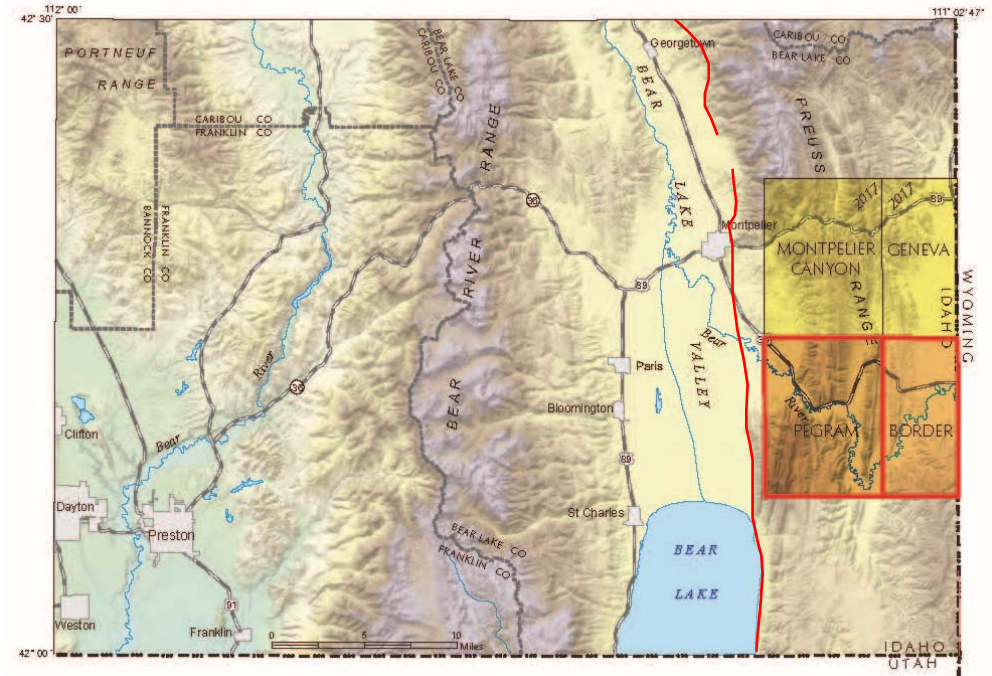 112° 00'
111° 02' 47"
42° 30'
PORTNEUF
RANGE
BEAR LAKE CO
CARIBOU CO
Georgetown
CARIBOU CO
BEAR LAKE CO
CARIBOU CO
FRANKLIN CO
RANGE
BEAR
PREUSS
36
LAKE
2017
2017
89
FRANKLIN CO
BANNOCK CO
Montpelier
MONTPELIER
CANYON
GENEVA
RIVER
89
RANG
IDAHO
WYOMING
Bear
River
36
Paris
VALLEY
BEAR
Bloomington
River
PEGRAM
BORDER
Clifton
Bear
89
Dayton
Preston
St Charles
BEAR LAKE CO
FRANKLIN CO
BEAR
LAKE
91
Weston
Franklin
0 5 10
Miles
42° 00'
IDAHO
UTAH